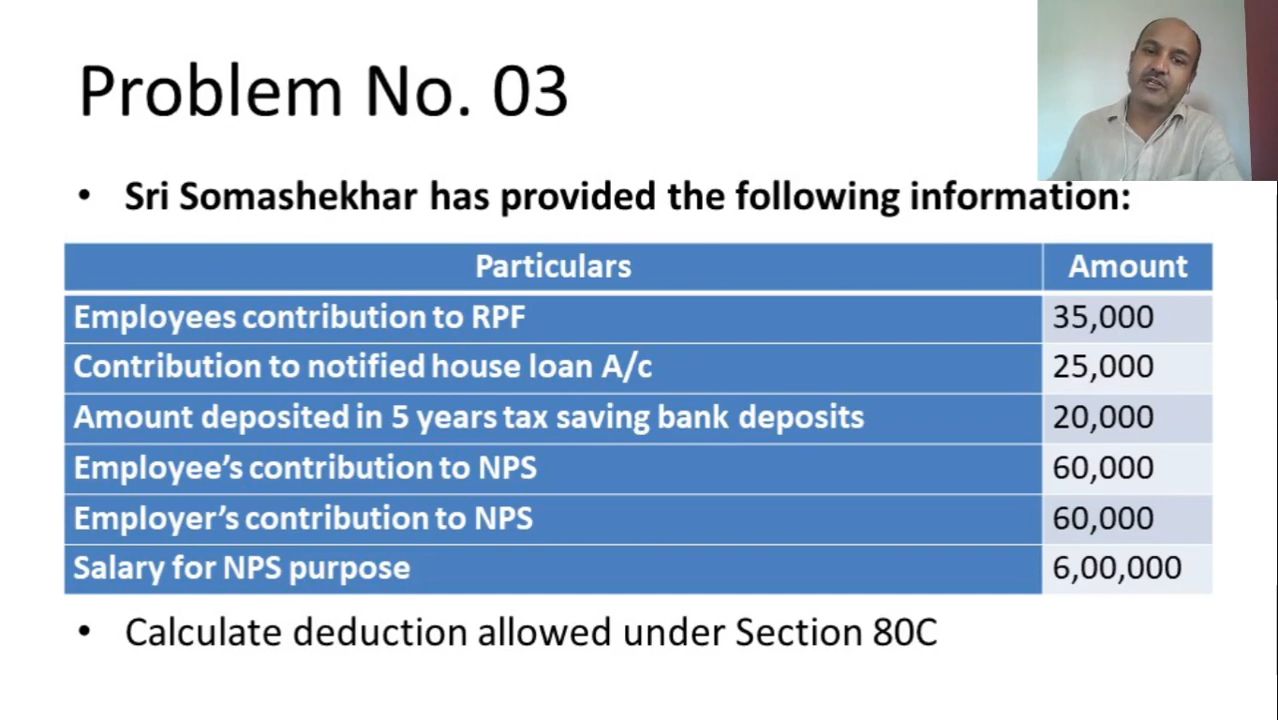 Problem No. 03
• Sri Somashekhar has provided the following information:
Particulars Amount
Employees contribution to RPF 35,000
Contribution to notified house loan A/c 25,000
Amount deposited in 5 years tax saving bank deposits 20,000
Employee’s contribution to NPS 60,000
Employer’s contribution to NPS 60,000
Salary for NPS purpose 6,00,000
• Calculate deduction allowed under Section 80C